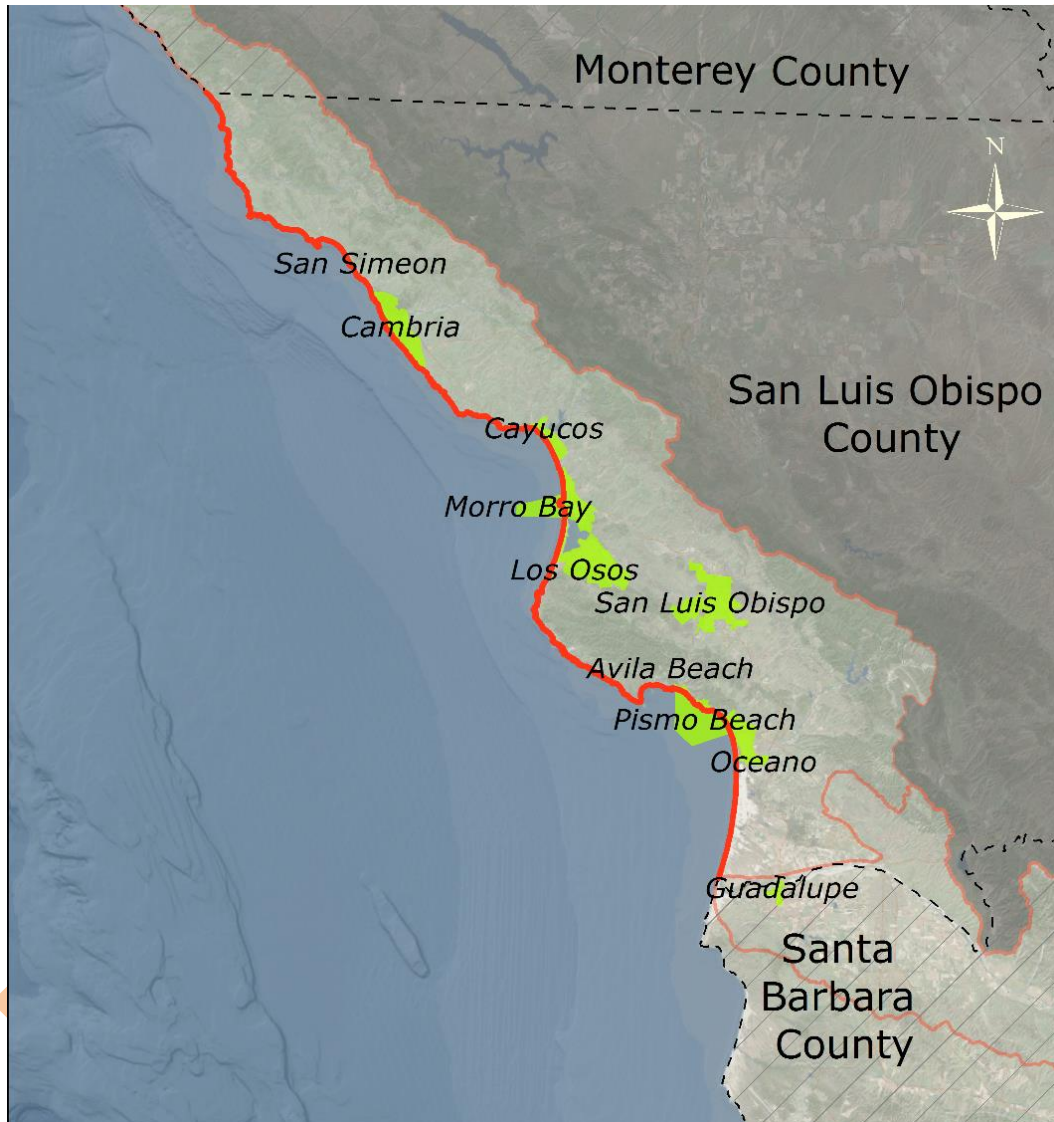 Monterey County
N
San Simeon
Cambria
San Luis Obispo
County
Cayucos
Morro Bay
Los Osos
San Luis Obispo
Avila Beach
Pismo Beach
Oceano
Guadalupe
Santa
Barbara
County